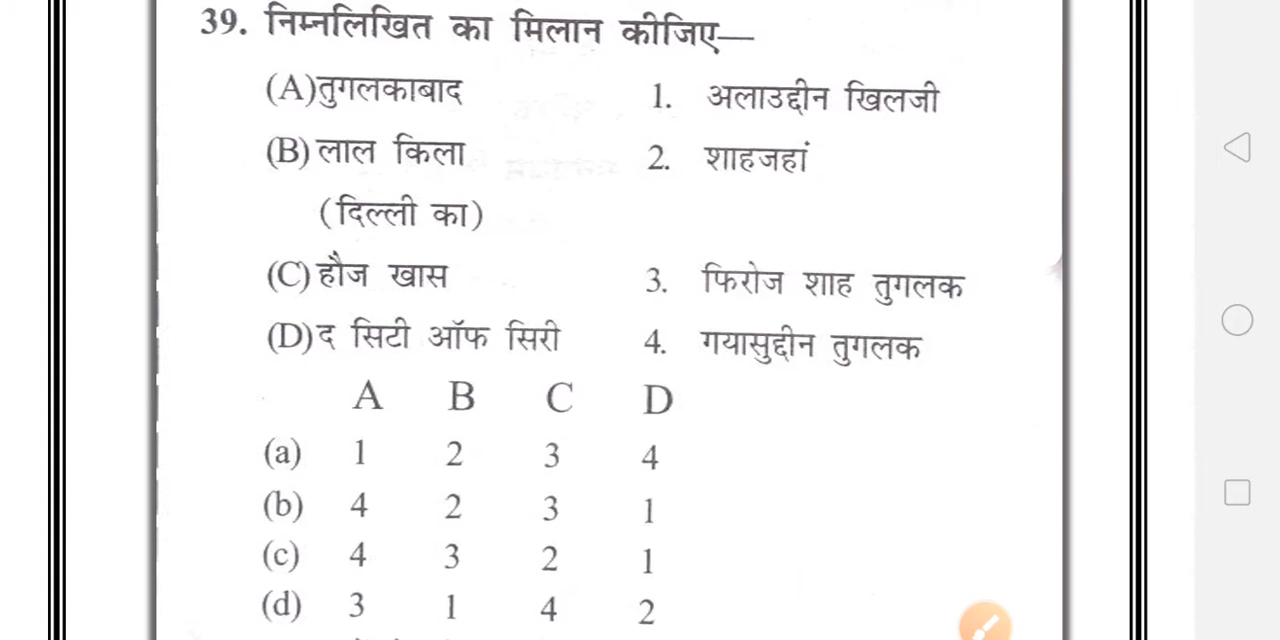 39. निम्नलिखित का मिलान कीजिए—
(A) तुगलकाबाद 1. अलाउद्दीन खिलजी
(B) लाल किला 2. शाहजहां
(दिल्ली का)
(C) हौज खास 3. फिरोज शाह तुगलक
(D) द सिटी ऑफ सिरी 4. गयासुद्दीन तुगलक
A B C D
(a) 1 2 3 4
(b) 4 2 3 1
(c) 4 3 2 1
(d) 3 1 4 2